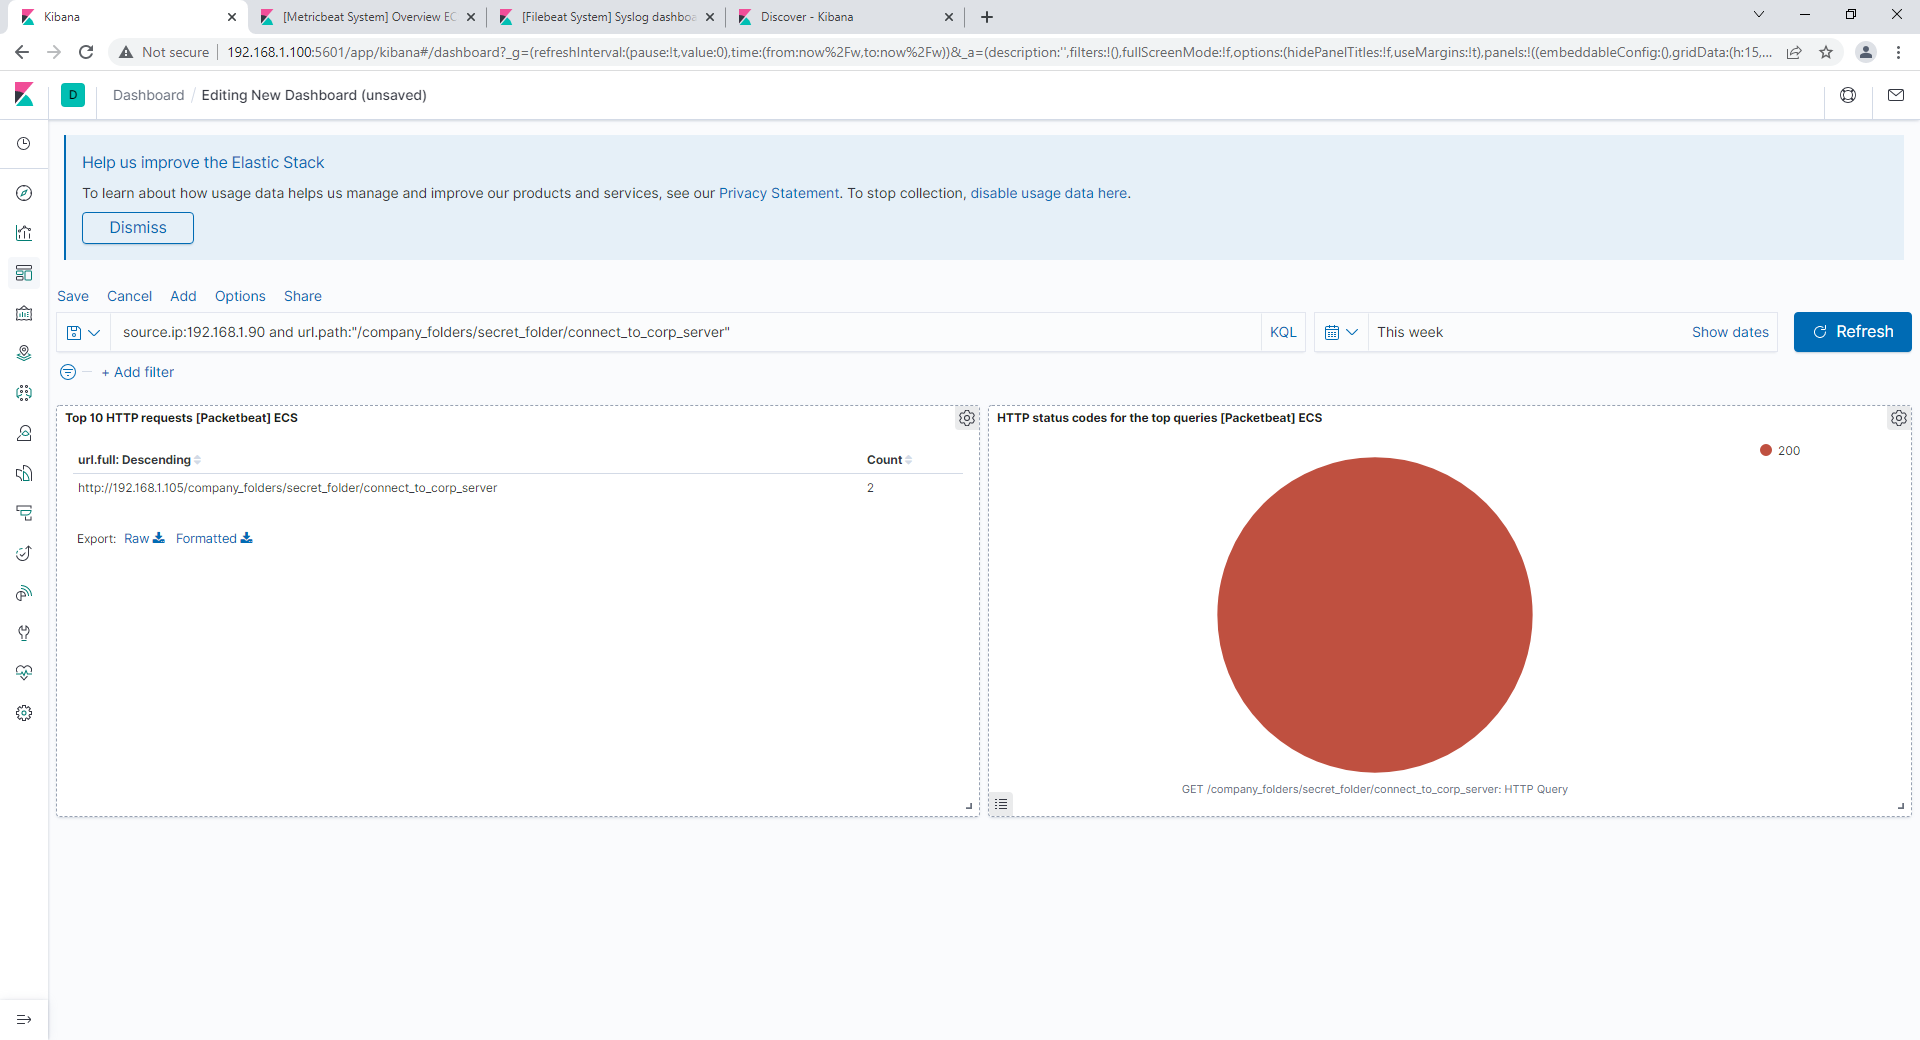 Kibana
[Metricbeat System] Overview EC
[Filebeat System] Syslog dashboa
Discover - Kibana
Not secure
192.168.1.100:5601/app/kibana#/dashboard?_g=(refreshInterval:(pause:!t,value:0),time:(from:now%2Fw,to:now%2Fw))&_a=(description:'',filters:!(),fullScreenMode:!f,options:(hidePanelTitles:!f,useMargins:!t),panels:!((embeddableConfig:(),gridData:(h:15,...
D
Dashboard / Editing New Dashboard (unsaved)
Help us improve the Elastic Stack
To learn about how usage data helps us manage and improve our products and services, see our Privacy Statement. To stop collection, disable usage data here.
Dismiss
Save Cancel Add Options Share
source.ip:192.168.1.90 and url.path:"/company_folders/secret_folder/connect_to_corp_server"
KQL
This week
Show dates
Refresh
+ Add filter
Top 10 HTTP requests [Packetbeat] ECS
url.full: Descending Count
http://192.168.1.105/company_folders/secret_folder/connect_to_corp_server 2
Export: Raw Formatted
HTTP status codes for the top queries [Packetbeat] ECS
200
GET /company_folders/secret_folder/connect_to_corp_server: HTTP Query